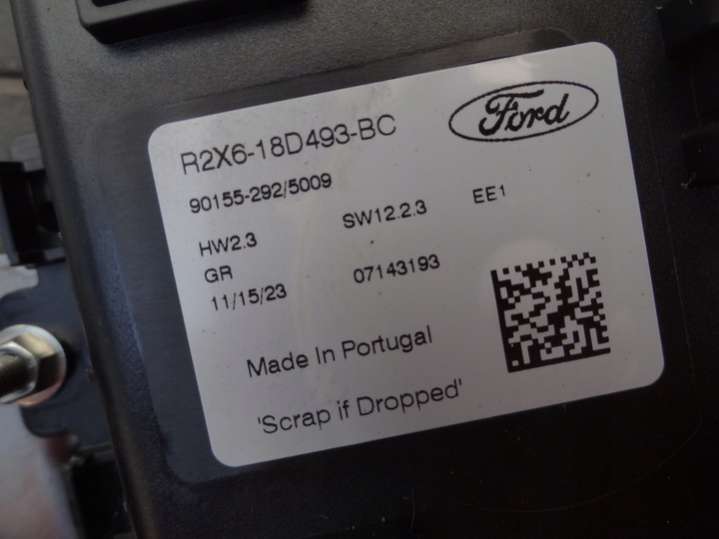 Ford
R2X6-18D493-BC
90155-292/5009
HW2.3 SW12.2.3 EE1
GR
11/15/23 07143193
Made In Portugal
'Scrap if Dropped'